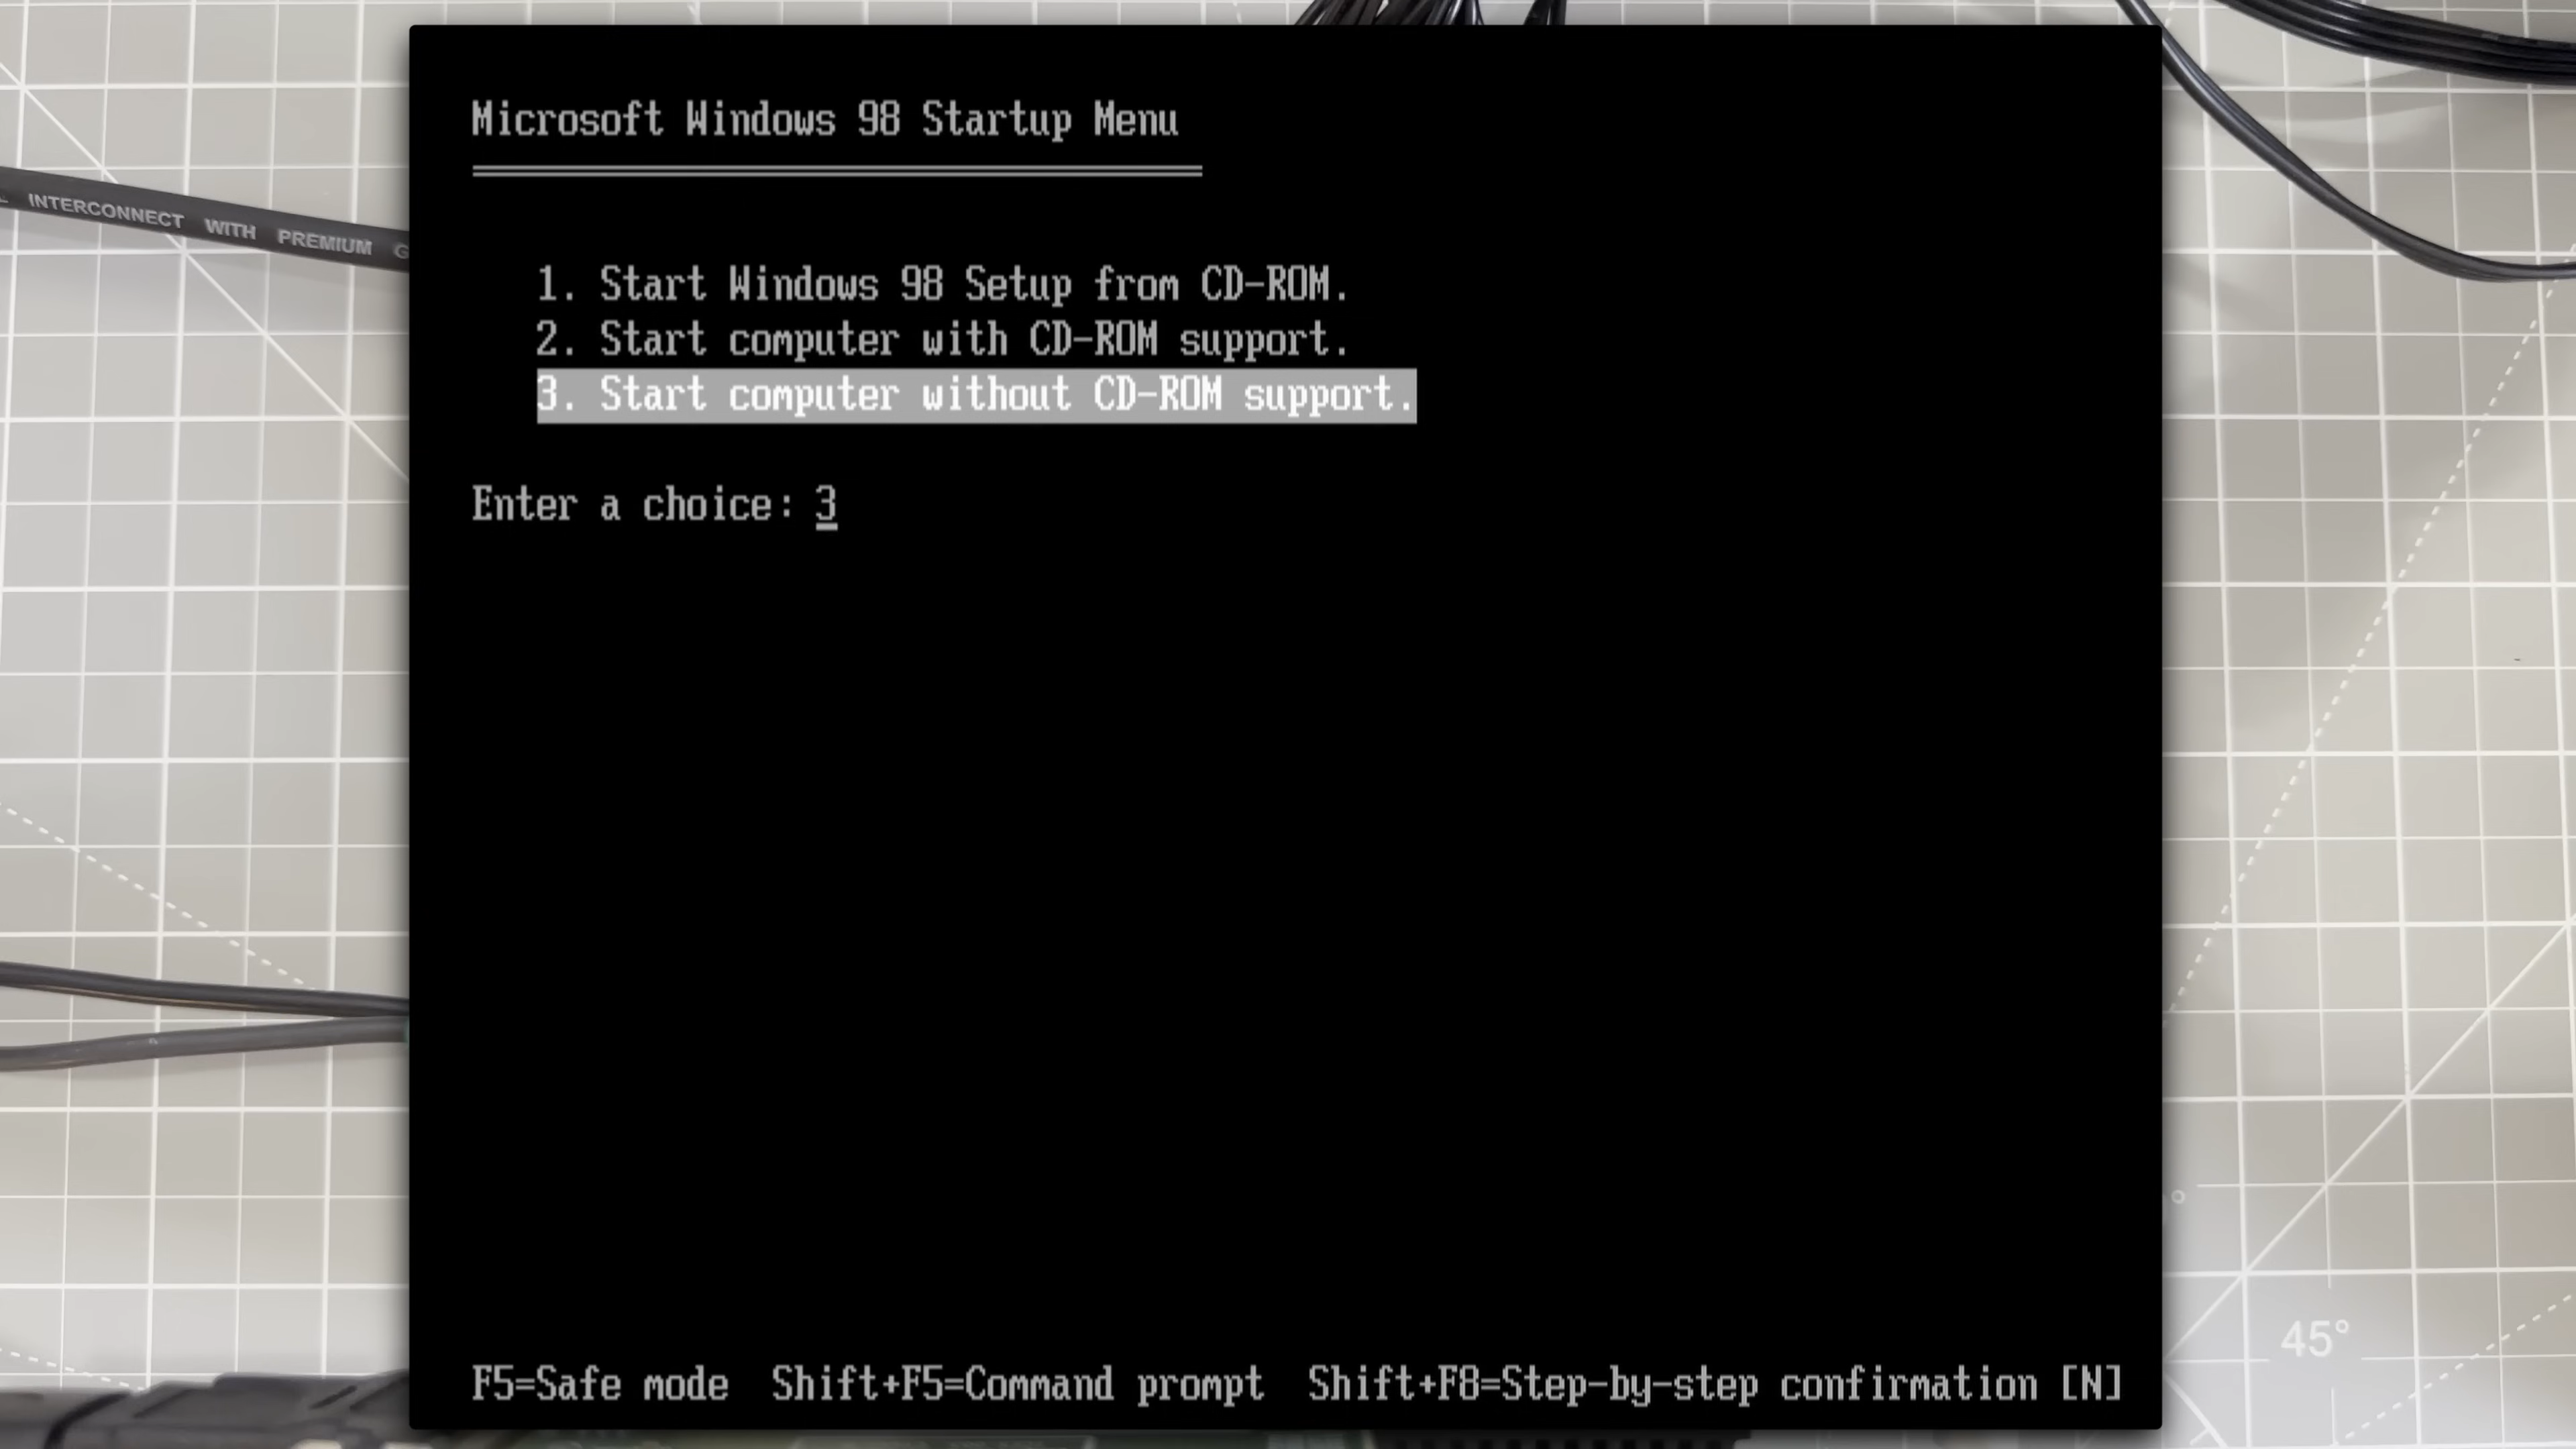 Microsoft Windows 98 Startup Menu
1. Start Windows 98 Setup from CD-ROM.
2. Start computer with CD-ROM support.
3. Start computer without CD-ROM support.
Enter a choice: 3
F5=Safe mode  Shift+F5=Command prompt  Shift+F8=Step-by-step confirmation [N]
INTERCONNECT WITH PREMIUM
45°